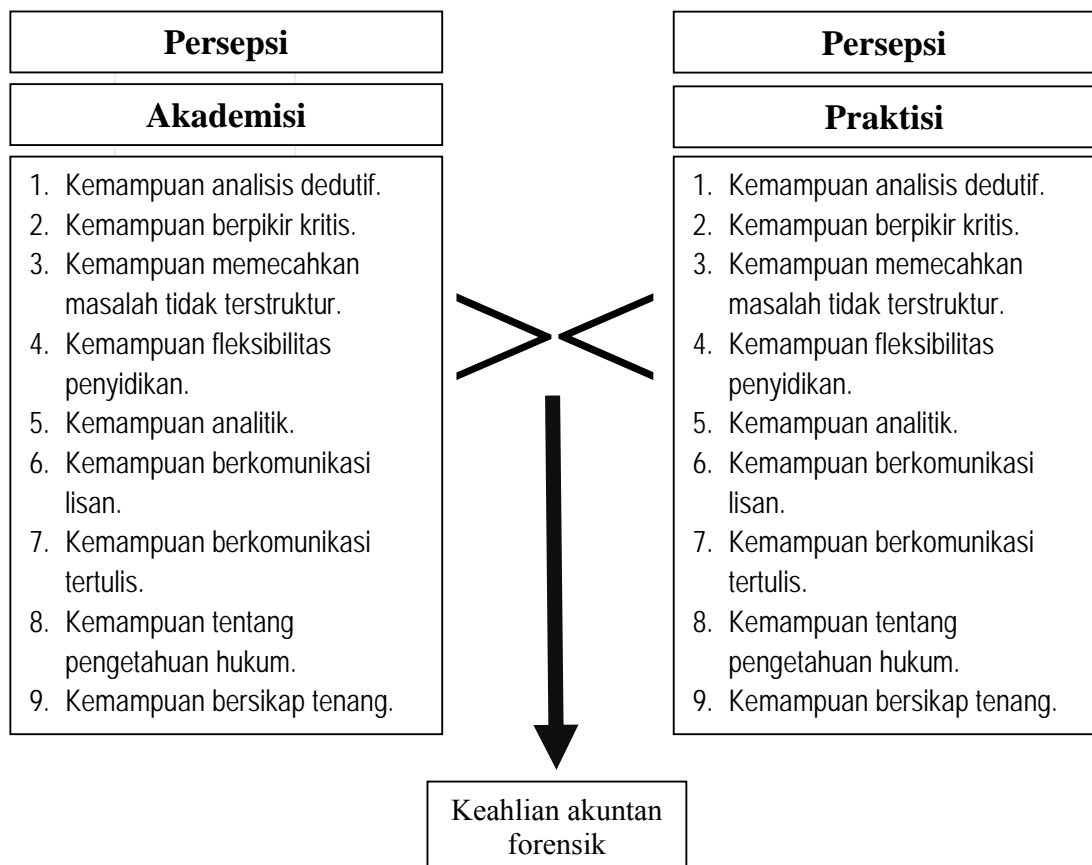 Persepsi
Akademisi
1. Kemampuan analisis dedutif.
2. Kemampuan berpikir kritis.
3. Kemampuan memecahkan
masalah tidak terstruktur.
4. Kemampuan fleksibilitas
penyidikan.
5. Kemampuan analitik.
6. Kemampuan berkomunikasi
lisan.
7. Kemampuan berkomunikasi
tertulis.
8. Kemampuan tentang
pengetahuan hukum.
9. Kemampuan bersikap tenang.
Persepsi
Praktisi
1. Kemampuan analisis dedutif.
2. Kemampuan berpikir kritis.
3. Kemampuan memecahkan
masalah tidak terstruktur.
4. Kemampuan fleksibilitas
penyidikan.
5. Kemampuan analitik.
6. Kemampuan berkomunikasi
lisan.
7. Kemampuan berkomunikasi
tertulis.
8. Kemampuan tentang
pengetahuan hukum.
9. Kemampuan bersikap tenang.
Keahlian akuntan
forensik